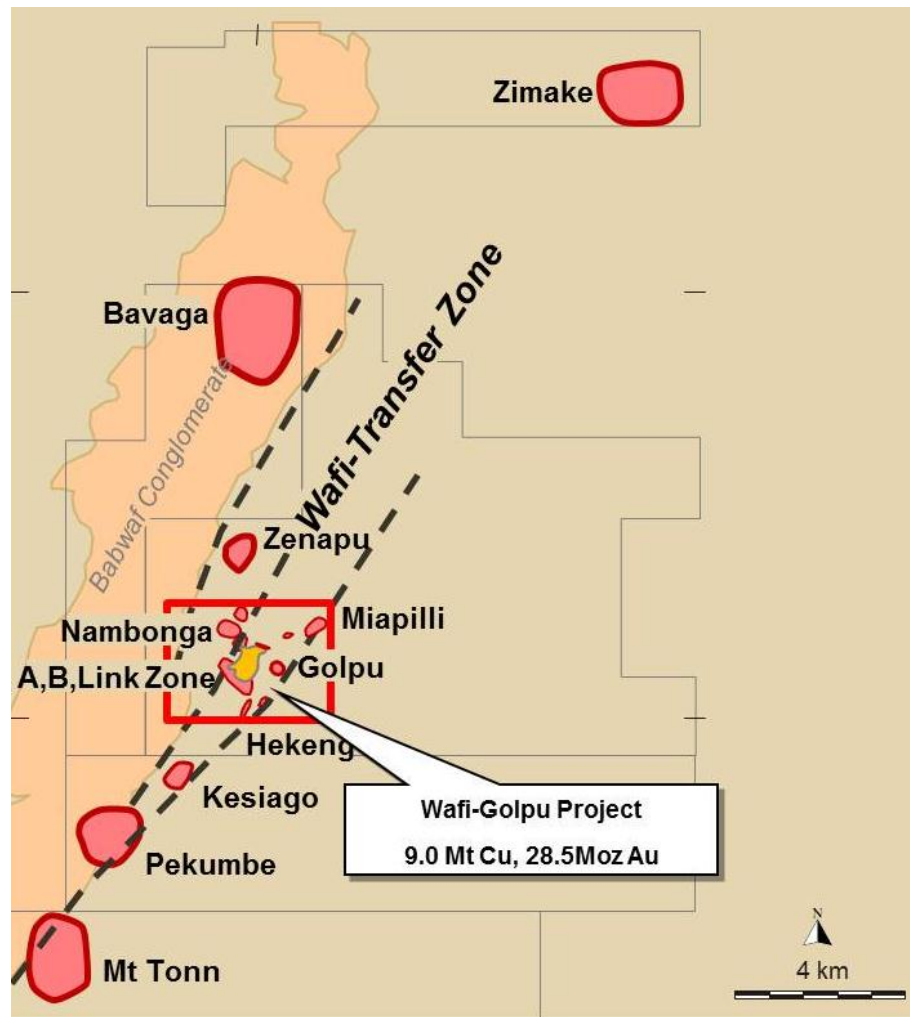 Zimake
Bavaga
Wafi-Transfer Zone
Babwaf Conglomerate
Zenapu
Nambonga
Miapilli
A,B,Link Zone
Golpu
Hekeng
Kesiago
Wafi-Golpu Project
9.0 Mt Cu, 28.5Moz Au
Pekumbe
Mt Tonn
N
4 km